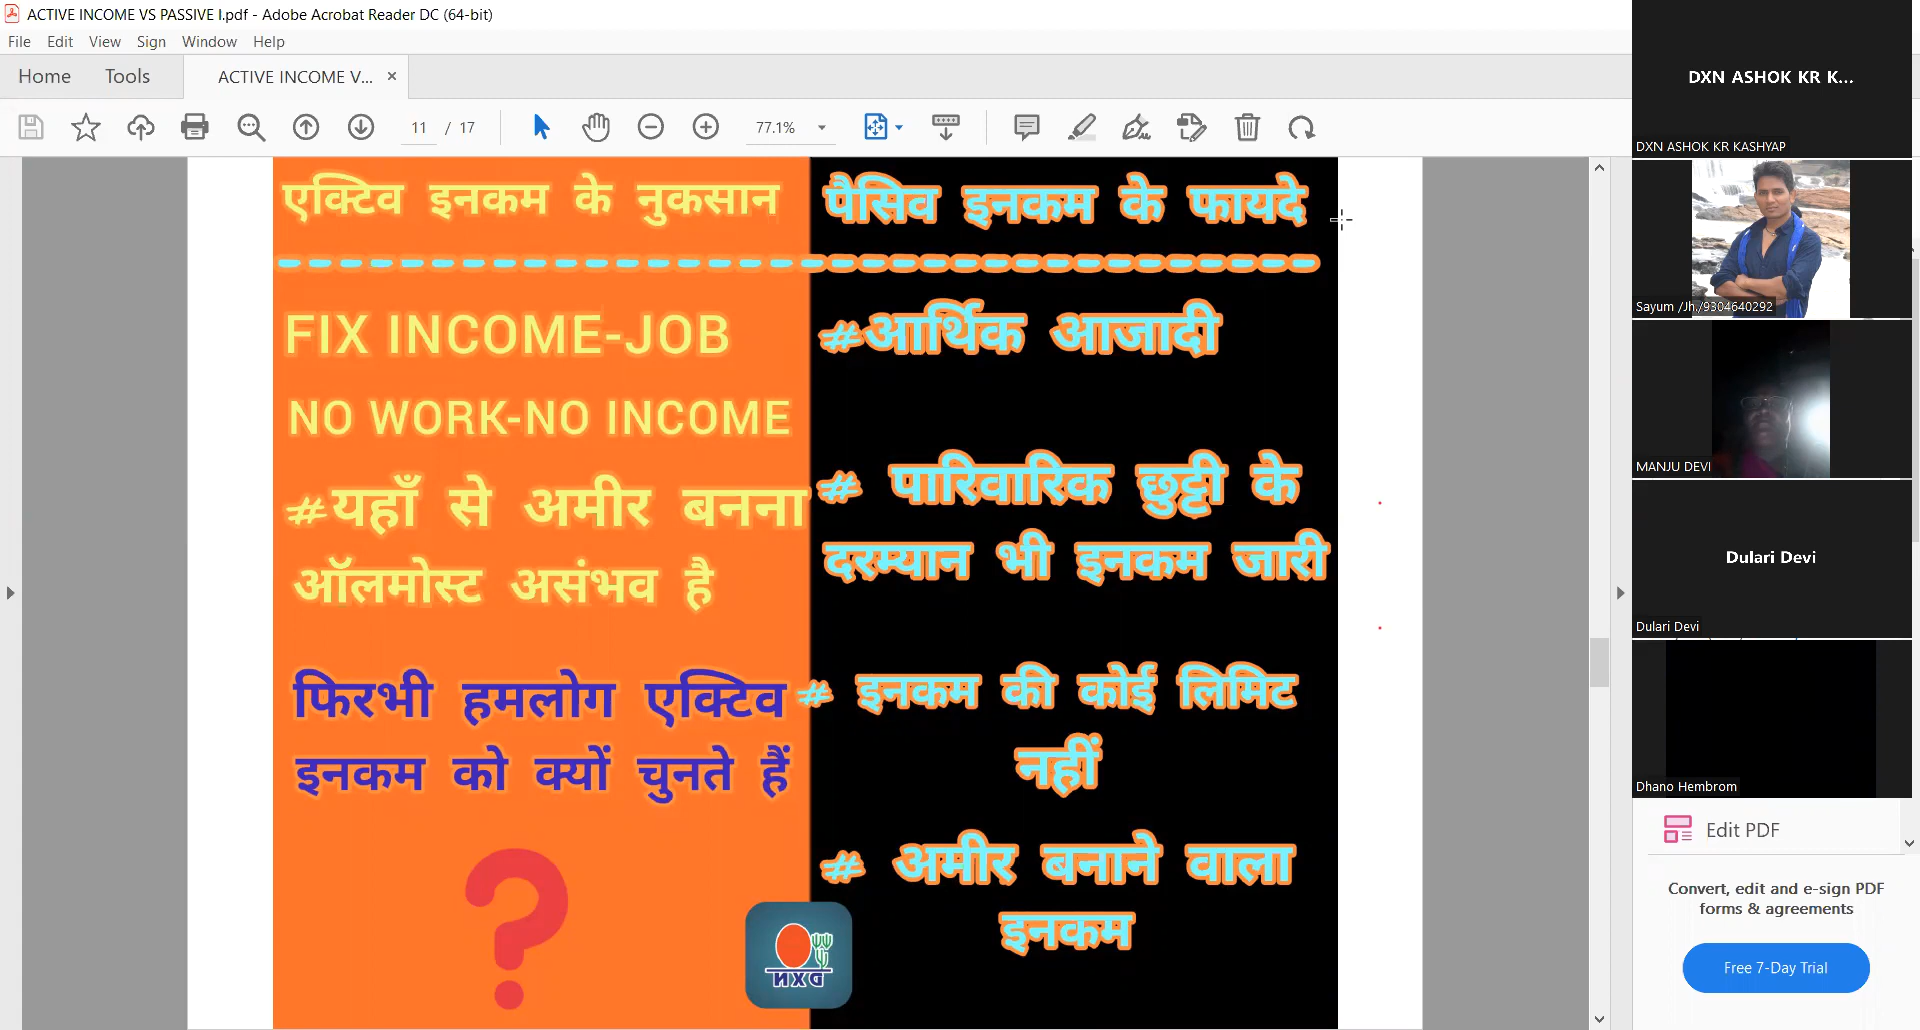 ACTIVE INCOME VS PASSIVE I.pdf - Adobe Acrobat Reader DC (64-bit)
File Edit View Sign Window Help
Home Tools ACTIVE INCOME V... ×
11 / 17 77.1%
एक्टिव इनकम के नुकसान
FIX INCOME-JOB
NO WORK-NO INCOME
#यहाँ से अमीर बनना
ऑलमोस्ट असंभव है
फिरभी हमलोग एक्टिव
इनकम को क्यों चुनते हैं
?
पैसिव इनकम के फायदे
#आर्थिक आजादी
# पारिवारिक छुट्टी के
दरम्यान भी इनकम जारी
# इनकम की कोई लिमिट
नहीं
# अमीर बनाने वाला
इनकम
DXN
DXN ASHOK KR K...
DXN ASHOK KR KASHYAP
Sayum /Jh./9304640292
MANJU DEVI
Dulari Devi
Dulari Devi
Dhano Hembrom
Edit PDF
Convert, edit and e-sign PDF
forms & agreements
Free 7-Day Trial